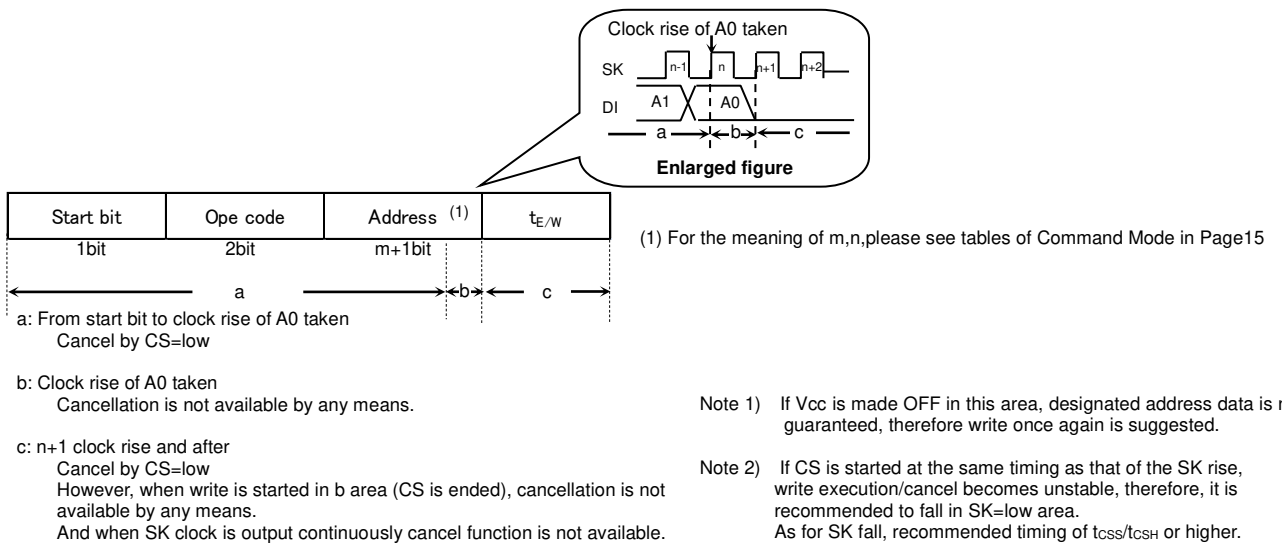 Clock rise of A0 taken
SK n-1 n n+1 n+2
DI A1 A0
a b c
Enlarged figure
Start bit Ope code Address (1) tE/W
1bit 2bit m+1bit
(1) For the meaning of m,n,please see tables of Command Mode in Page15
a b c
a: From start bit to clock rise of A0 taken
Cancel by CS=low
b: Clock rise of A0 taken
Cancellation is not available by any means.
c: n+1 clock rise and after
Cancel by CS=low
However, when write is started in b area (CS is ended), cancellation is not
available by any means.
And when SK clock is output continuously cancel function is not available.
Note 1) If Vcc is made OFF in this area, designated address data is
guaranteed, therefore write once again is suggested.
Note 2) If CS is started at the same timing as that of the SK rise,
write execution/cancel becomes unstable, therefore, it is
recommended to fall in SK=low area.
As for SK fall, recommended timing of tCSS/tCSH or higher.